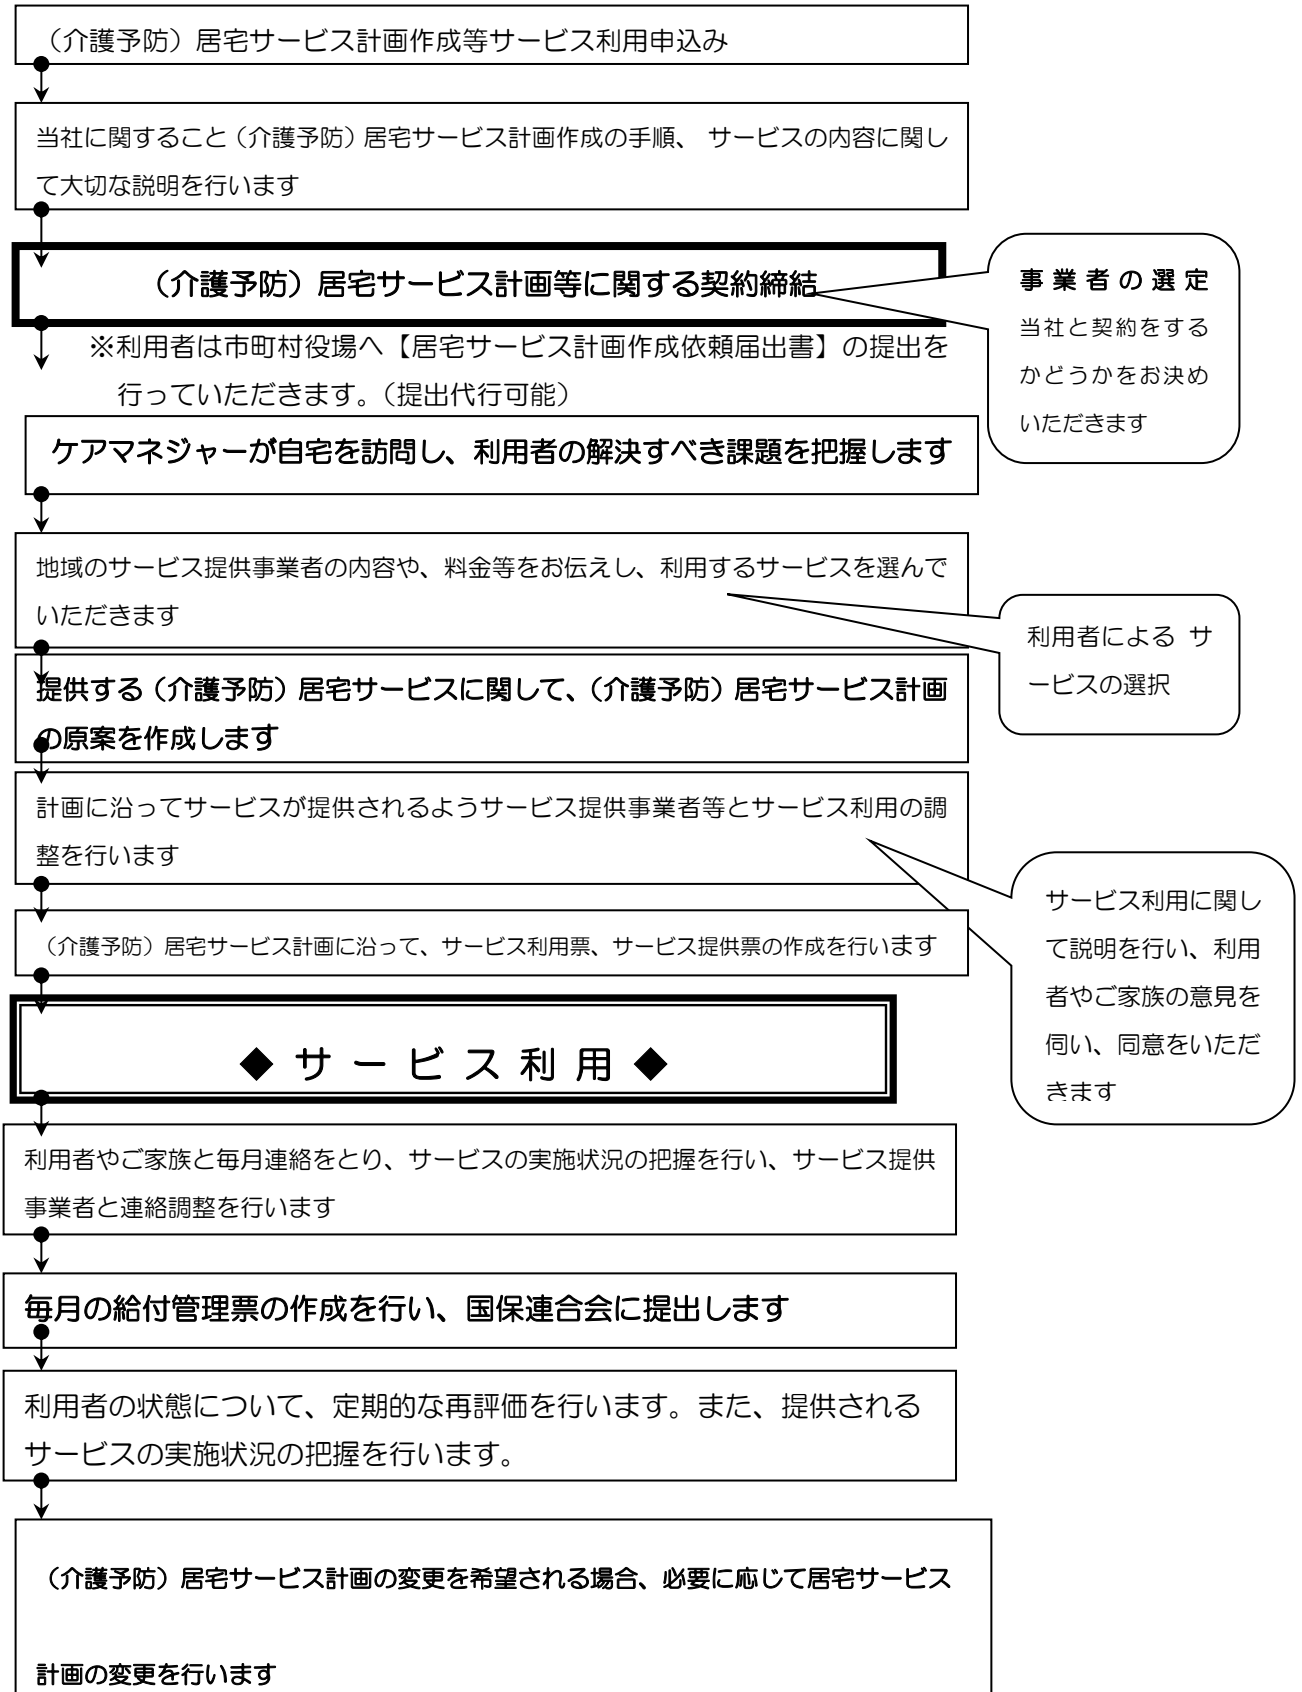 （介護予防）居宅サービス計画作成等サービス利用申込み
当社に関すること（介護予防）居宅サービス計画作成の手順、 サービスの内容に関し
て大切な説明を行います
（介護予防）居宅サービス計画等に関する契約締結
事業者の選定
当社と契約をする
かどうかをお決め
いただきます
※利用者は市町村役場へ【居宅サービス計画作成依頼届出書】の提出を
行っていただきます。（提出代行可能）
ケアマネジャーが自宅を訪問し、利用者の解決すべき課題を把握します
地域のサービス提供事業者の内容や、料金等をお伝えし、利用するサービスを選んで
いただきます
利用者による サ
ービスの選択
提供する（介護予防）居宅サービスに関して、（介護予防）居宅サービス計画
の原案を作成します
計画に沿ってサービスが提供されるようサービス提供事業者等とサービス利用の調
整を行います
サービス利用に関し
て説明を行い、利用
者やご家族の意見を
伺い、同意をいただ
きます
（介護予防）居宅サービス計画に沿って、サービス利用票、サービス提供票の作成を行います
◆ サ ー ビ ス 利 用 ◆
利用者やご家族と毎月連絡をとり、サービスの実施状況の把握を行い、サービス提供
事業者と連絡調整を行います
毎月の給付管理票の作成を行い、国保連合会に提出します
利用者の状態について、定期的な再評価を行います。また、提供される
サービスの実施状況の把握を行います。
（介護予防）居宅サービス計画の変更を希望される場合、必要に応じて居宅サービス
計画の変更を行います